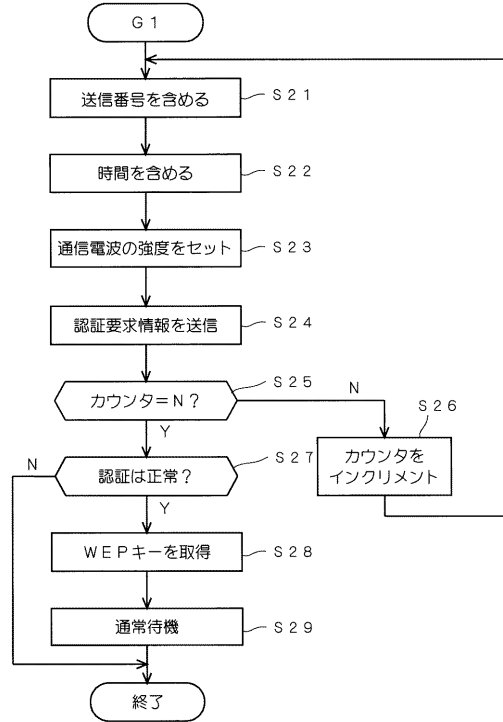 G1
送信番号を含める
S21
時間を含める
S22
通信電波の強度をセット
S23
認証要求情報を送信
S24
カウンタ=N?
S25
N
Y
カウンタを
インクリメント
S26
認証は正常?
S27
N
Y
WEPキーを取得
S28
通常待機
S29
終了